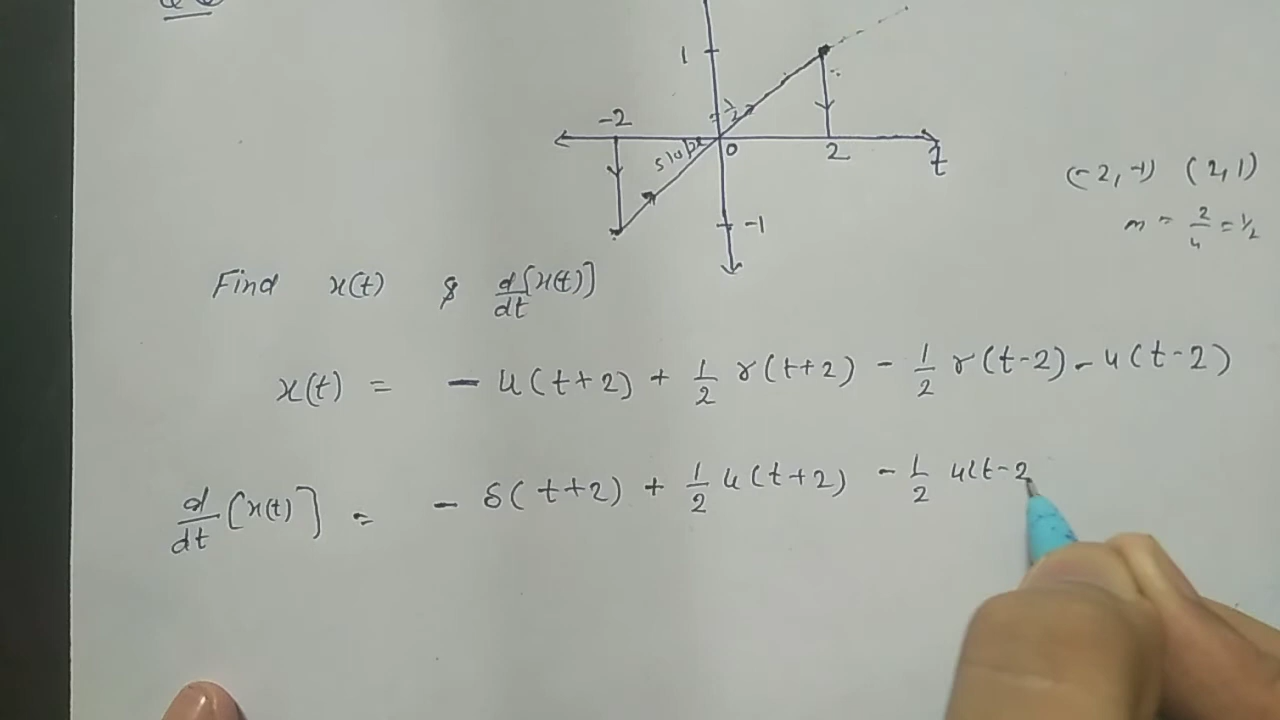 1
-2
1/2
slope
0
2
t
-1
(-2, -1) (2, 1)
m = 2/4 = 1/2
Find x(t) & d/dt [x(t)]
x(t) = - u(t+2) + 1/2 r(t+2) - 1/2 r(t-2) - u(t-2)
d/dt [x(t)] = - δ(t+2) + 1/2 u(t+2) - 1/2 u(t-2